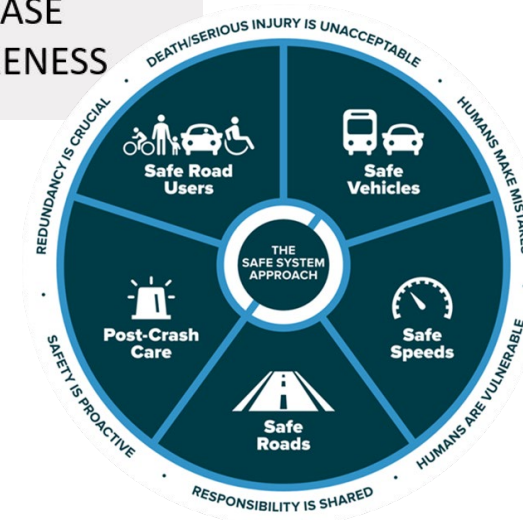 ASE
ENESS
DEATH/SERIOUS INJURY IS UNACCEPTABLE
HUMANS MAKE MISTAKES
HUMANS ARE VULNERABLE
RESPONSIBILITY IS SHARED
SAFETY IS PROACTIVE
REDUNDANCY IS CRUCIAL
Safe Road
Users
Safe
Vehicles
THE
SAFE SYSTEM
APPROACH
Post-Crash
Care
Safe
Speeds
Safe
Roads